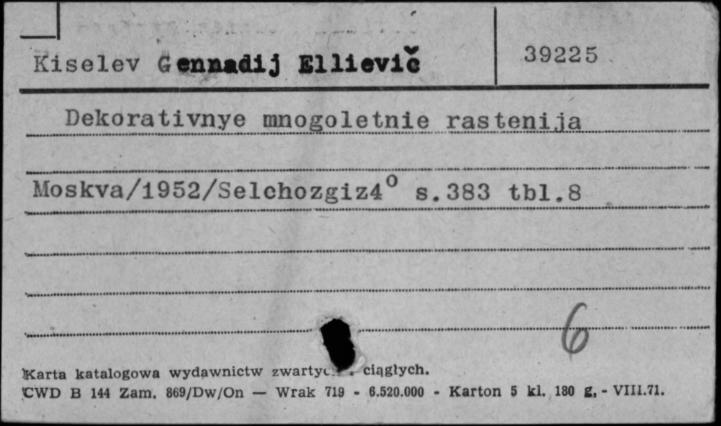 Kiselev Gennadij Ellievič 39225
Dekorativnye mnogoletnie rastenija
Moskva/1952/Selchozgiz4° s.383 tbl.8
6
Karta katalogowa wydawnictw ciągłych.
CWD B 144 Zam. 869/Dw/On — Wrak 719 - 6.520.000 - Karton 5 kl. 180 g. - VIII.71.